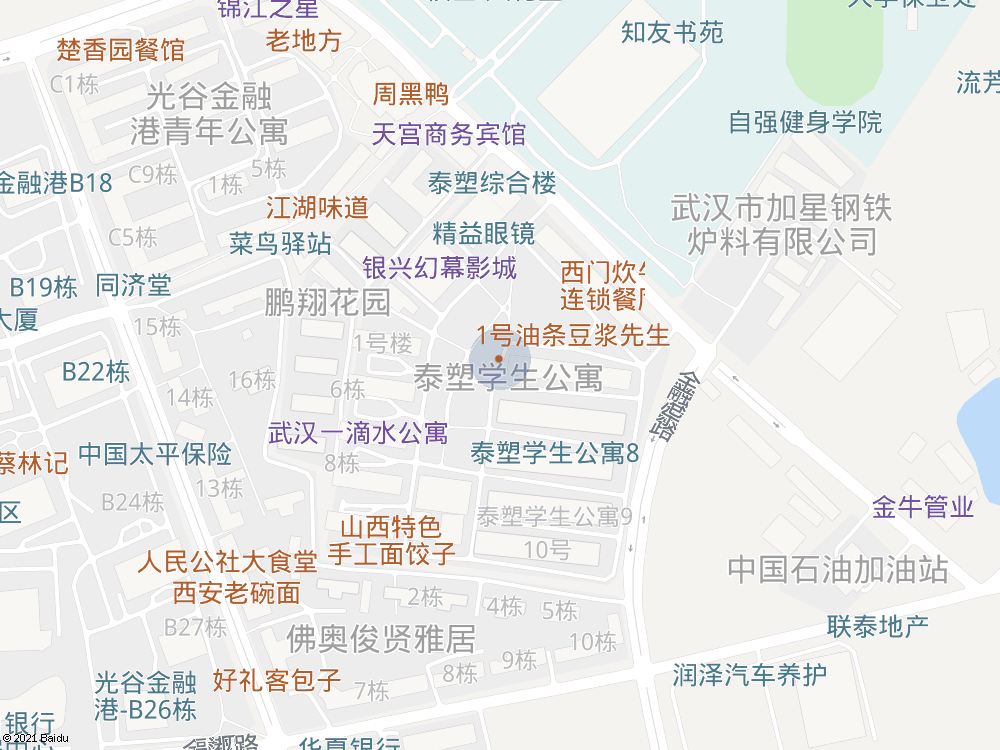 锦江之星
知友书苑
老地方
楚香园餐馆
C1栋
光谷金融
港青年公寓
周黑鸭
流芳
自强健身学院
天宫商务宾馆
5栋
C9栋
1栋
金融港B18
泰塑综合楼
江湖味道
武汉市加星钢铁
炉料有限公司
C5栋
菜鸟驿站
精益眼镜
银兴幻幕影城
西门炊
连锁餐
B19栋
同济堂
鹏翔花园
大厦
15栋
1号油条豆浆先生
1号楼
B22栋
16栋
6栋
泰塑学生公寓
14栋
金融港路
武汉一滴水公寓
中国太平保险
8栋
泰塑学生公寓8
蔡林记
13栋
B24栋
区
金牛管业
泰塑学生公寓9
山西特色
手工面饺子
10号
人民公社大食堂
西安老碗面
中国石油加油站
2栋
4栋
5栋
B27栋
佛奥俊贤雅居
10栋
联泰地产
9栋
8栋
润泽汽车养护
光谷金融
港-B26栋
好礼客包子
7栋
银行
华夏银行
© 2021 Baidu